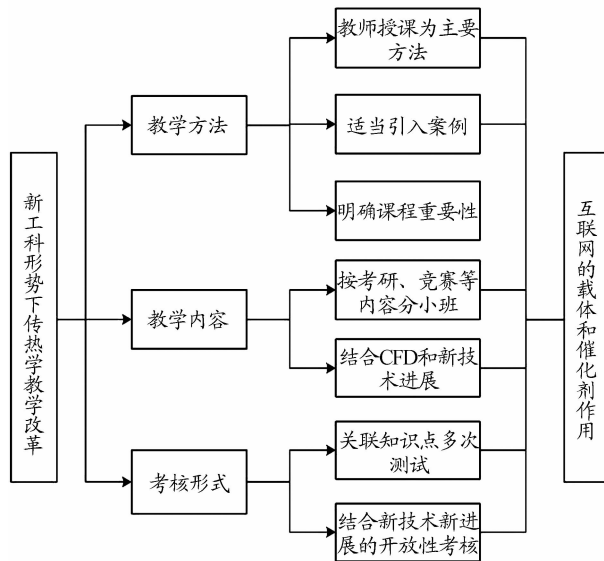 新工科形势下传热学教学改革
教学方法
教师授课为主要
方法
适当引入案例
明确课程重要性
教学内容
按考研、竞赛等
内容分小班
结合CFD和新技
术进展
考核形式
关联知识点多次
测试
结合新技术新进
展的开放性考核
互联网的载体和催化剂作用